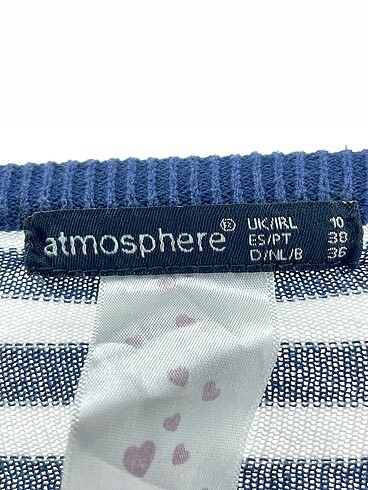 atmosphere®
UK/IRL 10
ES/PT 38
D/NL/B 36